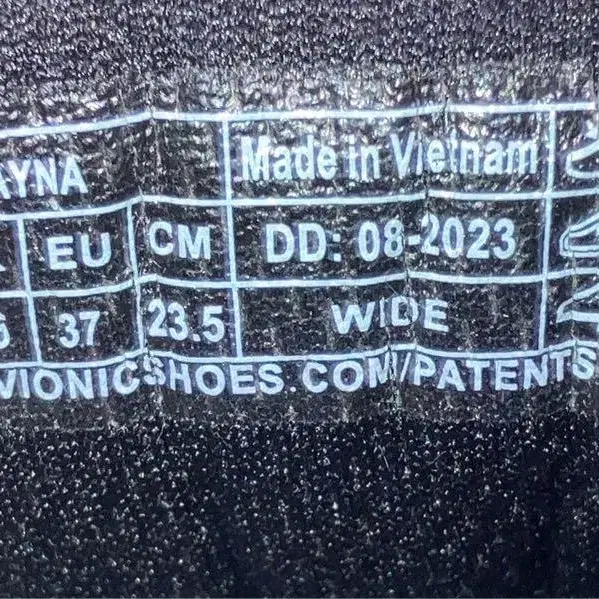 AYNA Made in Vietnam
EU CM DD: 08-2023
37 23.5 WIDE
VIONICSHOES.COM/PATENTS